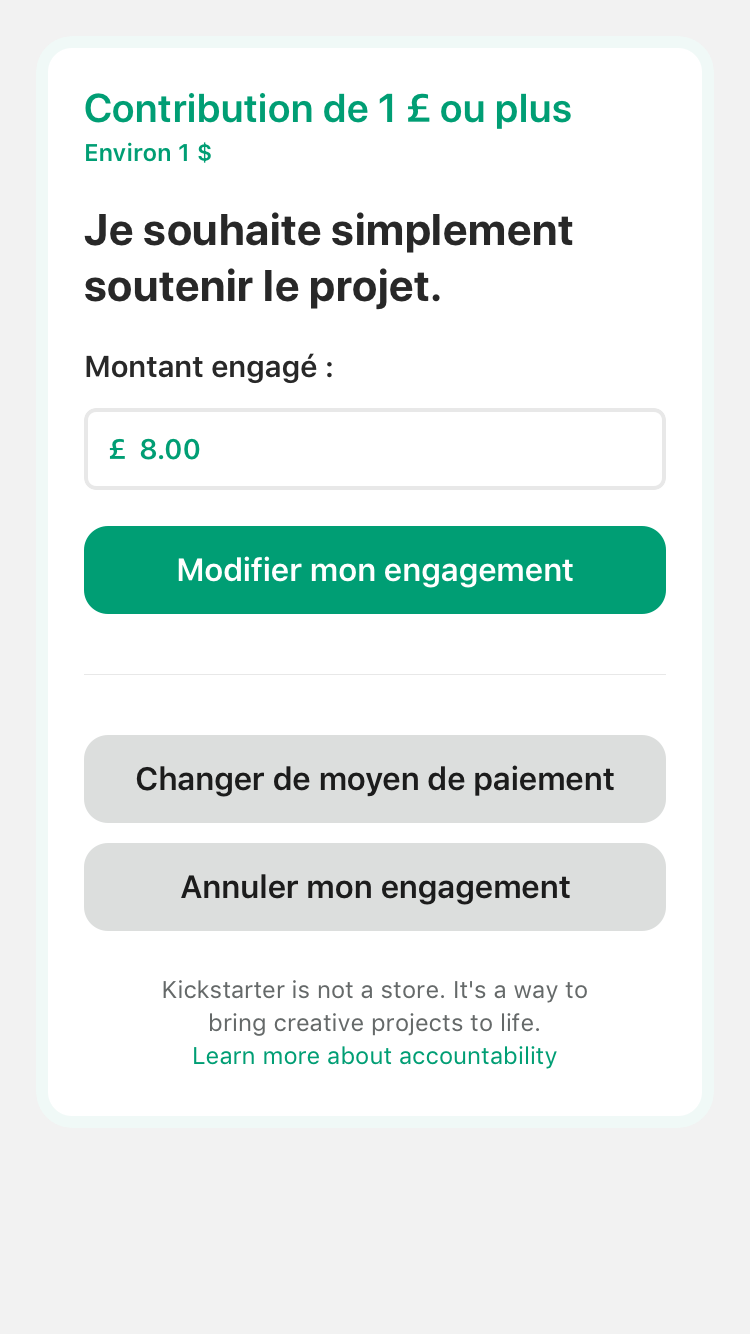 Contribution de 1 £ ou plus
Environ 1 $
Je souhaite simplement
soutenir le projet.
Montant engagé :
£ 8.00
Modifier mon engagement
Changer de moyen de paiement
Annuler mon engagement
Kickstarter is not a store. It's a way to
bring creative projects to life.
Learn more about accountability